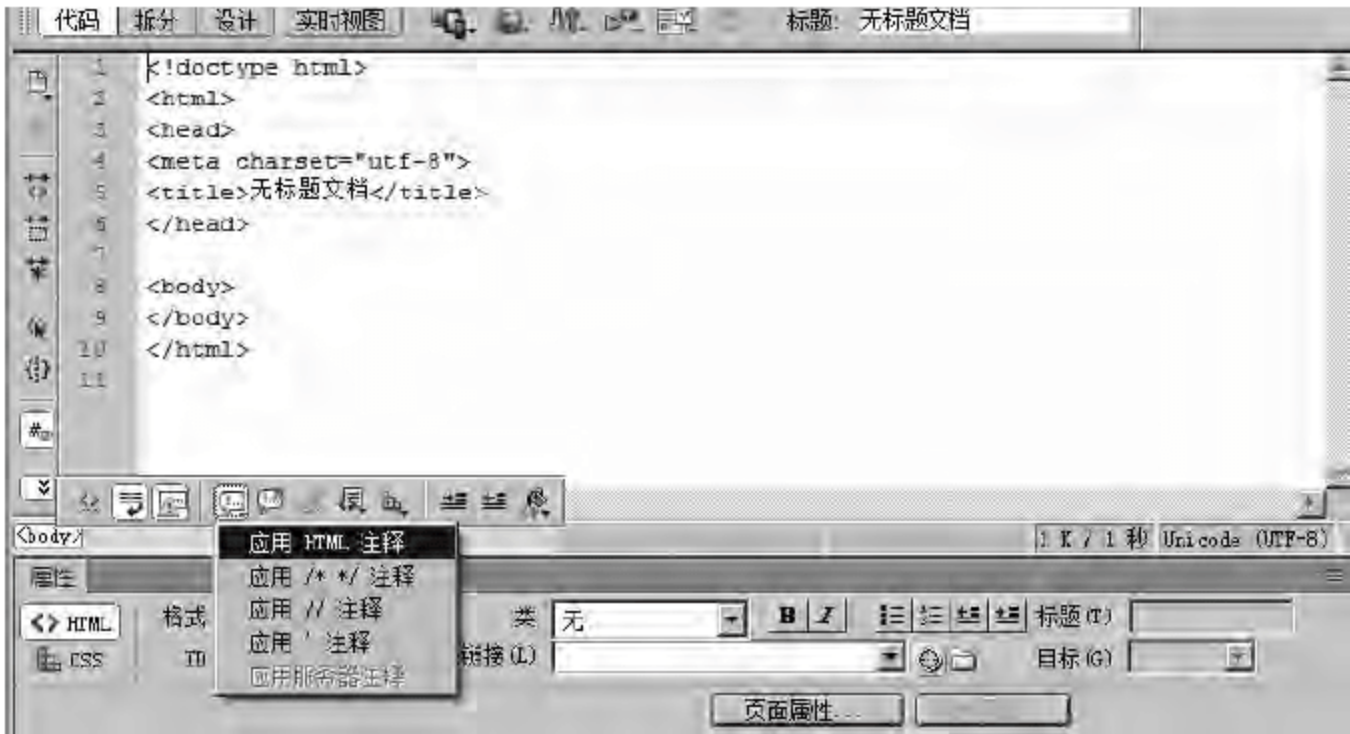 代码 拆分 设计 实时视图 标题: 无标题文档
1 <!doctype html>
2 <html>
3 <head>
4 <meta charset="utf-8">
5 <title>无标题文档</title>
6 </head>
7
8 <body>
9 </body>
10 </html>
11
<body> 1 K / 1 秒 Unicode (UTF-8)
应用 HTML 注释
应用 /* */ 注释
应用 // 注释
应用 ' 注释
应用服务器注释
属性
<> HTML 格式 类 无 B I 标题(T)
CSS ID 链接(L) 目标(G)
页面属性...